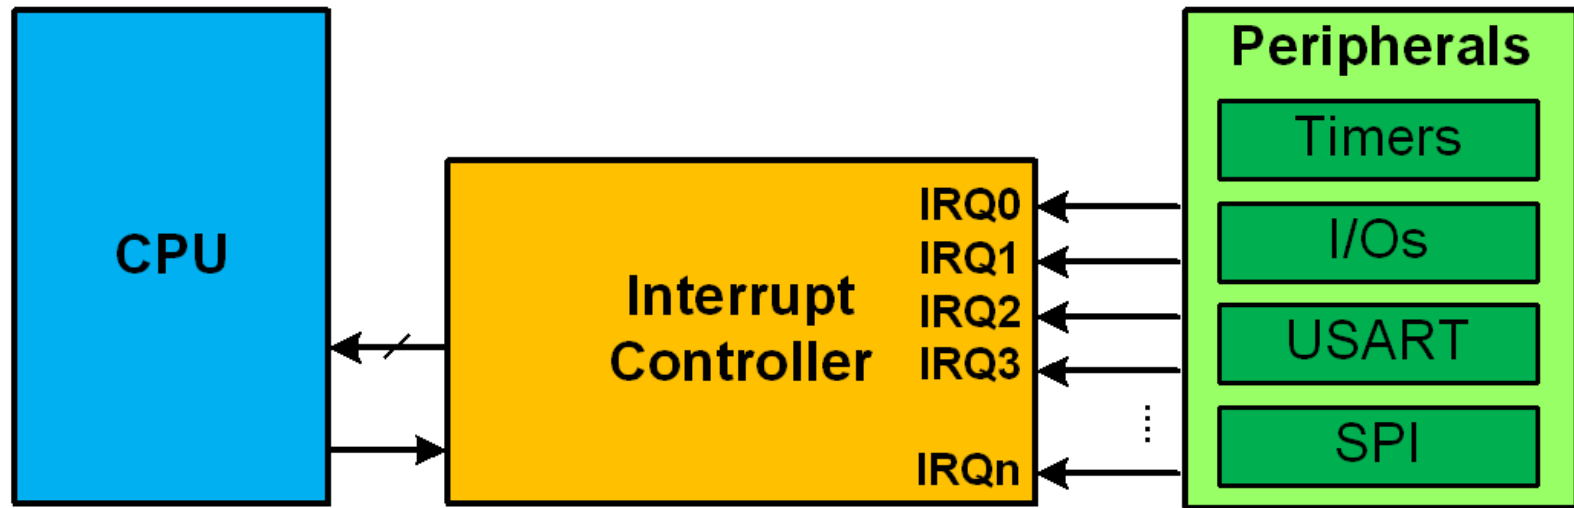 CPU
Interrupt
Controller
IRQ0
IRQ1
IRQ2
IRQ3
IRQn
Peripherals
Timers
I/Os
USART
SPI